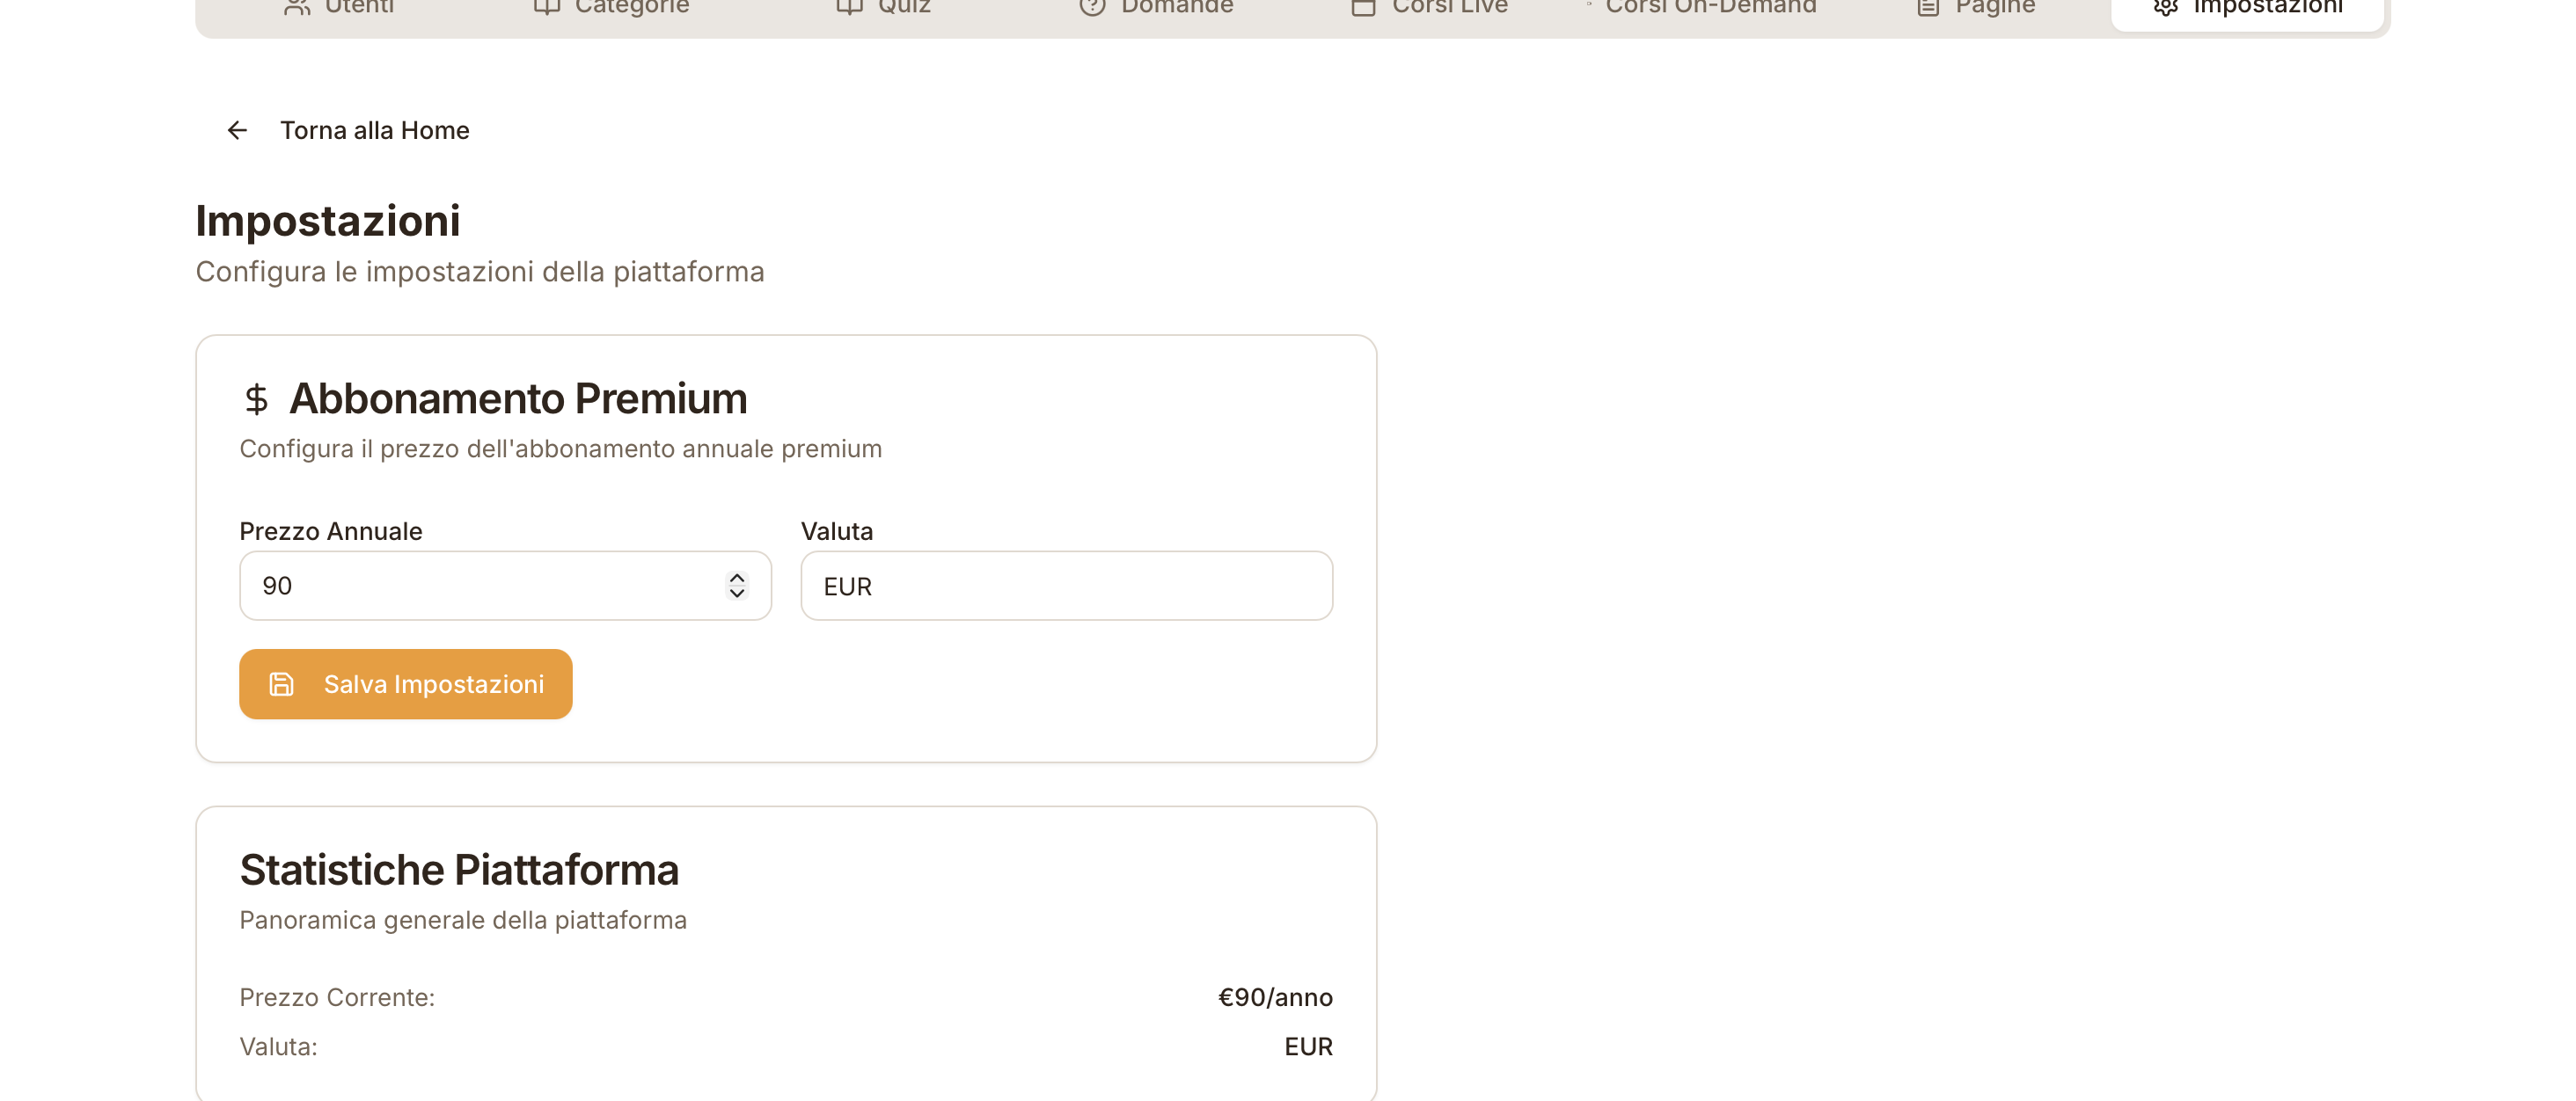 Utenti Categorie Quiz Domande Corsi Live Corsi On-Demand Pagine Impostazioni
Torna alla Home
Impostazioni
Configura le impostazioni della piattaforma
$ Abbonamento Premium
Configura il prezzo dell'abbonamento annuale premium
Prezzo Annuale Valuta
90 EUR
Salva Impostazioni
Statistiche Piattaforma
Panoramica generale della piattaforma
Prezzo Corrente: €90/anno
Valuta: EUR